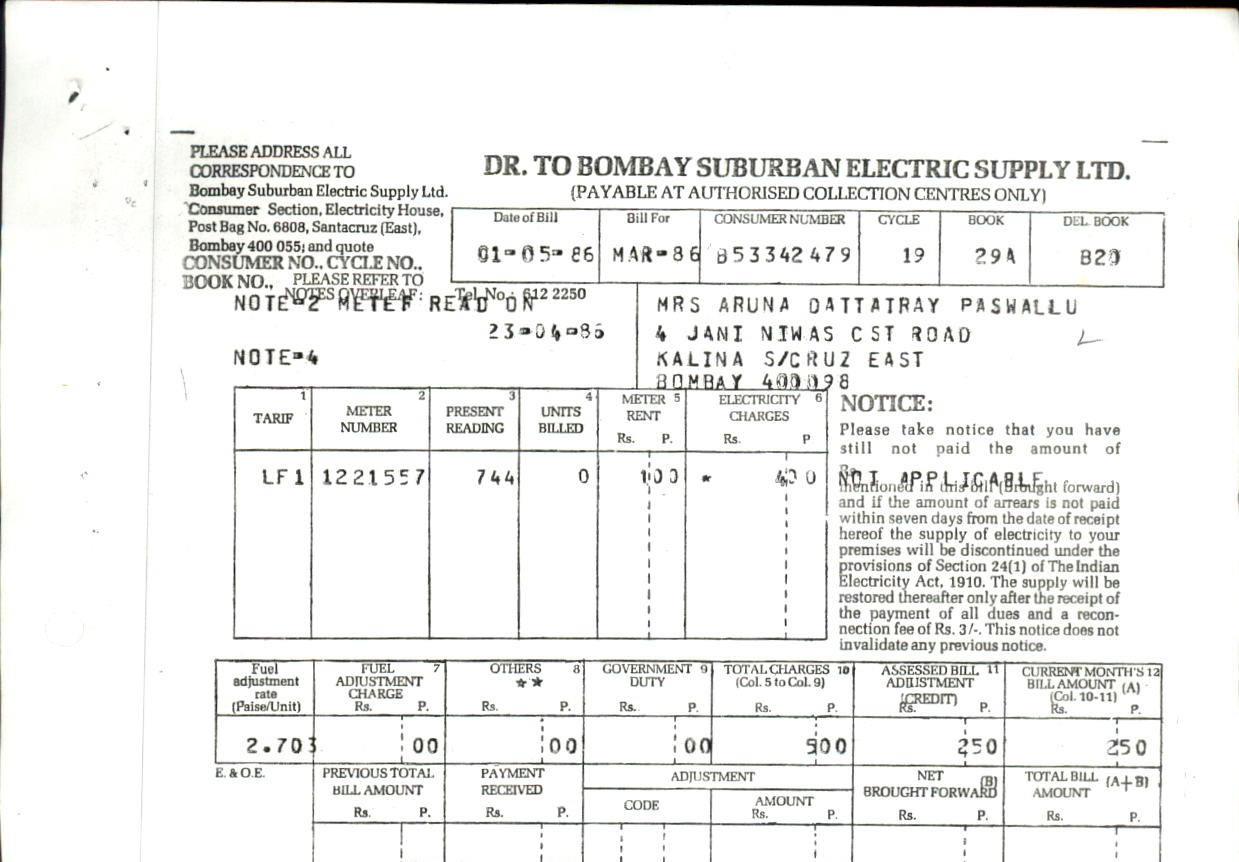 PLEASE ADDRESS ALL
CORRESPONDENCE TO
Bombay Suburban Electric Supply Ltd.
Consumer Section, Electricity House,
Post Bag No. 6808, Santacruz (East),
Bombay 400 055; and quote
CONSUMER NO., CYCLE NO.,
BOOK NO., PLEASE REFER TO
NOTES OVERLEAF: Tel. No.: 612 2250
DR. TO BOMBAY SUBURBAN ELECTRIC SUPPLY LTD.
(PAYABLE AT AUTHORISED COLLECTION CENTRES ONLY)
Date of Bill Bill For CONSUMER NUMBER CYCLE BOOK DEL. BOOK
01-05-86 MAR-86 853342479 19 29A B20
NOTE-2 METER READ ON
23-04-86
NOTE-4
MRS ARUNA DATTATRAY PASWALLU
4 JANI NIWAS CST ROAD
KALINA S/CRUZ EAST
BOMBAY 400098
1 2 3 4 5 6
TARIF METER NUMBER PRESENT READING UNITS BILLED METER RENT ELECTRICITY CHARGES
Rs. P. Rs. P
LF1 1221557 744 0 100 * 400
NOTICE:
Please take notice that you have
still not paid the amount of
Rs.
NOT APPLICABLE
mentioned in this bill (Brought forward)
and if the amount of arrears is not paid
within seven days from the date of receipt
hereof the supply of electricity to your
premises will be discontinued under the
provisions of Section 24(1) of The Indian
Electricity Act, 1910. The supply will be
restored thereafter only after the receipt of
the payment of all dues and a recon-
nection fee of Rs. 3/-. This notice does not
invalidate any previous notice.
Fuel adjustment rate (Paise/Unit) FUEL 7 ADJUSTMENT CHARGE OTHERS 8 ** GOVERNMENT 9 DUTY TOTAL CHARGES 10 (Col. 5 to Col. 9) ASSESSED BILL 11 ADJUSTMENT (CREDIT) CURRENT MONTH'S 12 BILL AMOUNT (A) (Col. 10-11)
Rs. P. Rs. P. Rs. P. Rs. P. Rs. P. Rs. P.
2.703 00 00 00 500 250 250
E. & O.E. PREVIOUS TOTAL BILL AMOUNT PAYMENT RECEIVED ADJUSTMENT NET (B) BROUGHT FORWARD TOTAL BILL (A+B) AMOUNT
CODE AMOUNT
Rs. P. Rs. P. Rs. P. Rs. P. Rs. P.